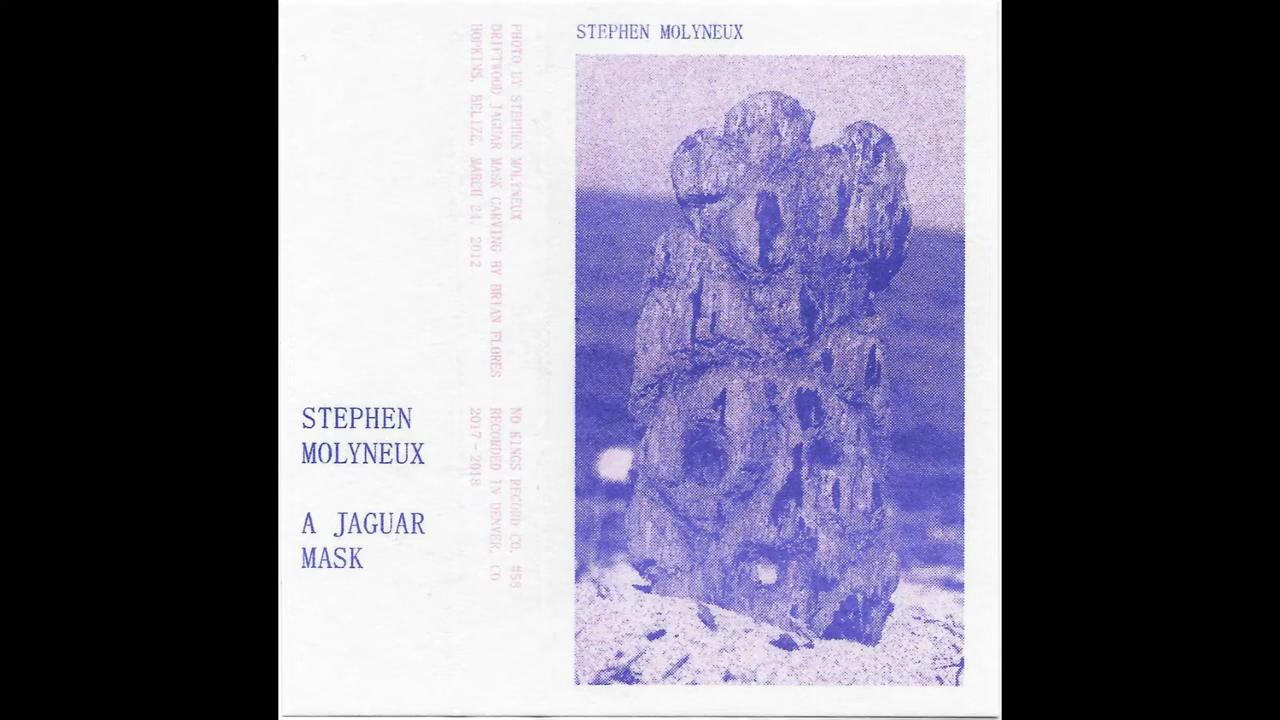 STEPHEN MOLYNEUX
PHOTO BY STEPHEN MOLYNEUX
DRIFTWOOD JAGUAR MASK CARVING BY BRIAN FLORES
HOPKINS, BELIZE, MARCH 24, 2012
NO KINGS RECORD CO. #58
RECORDED IN DENVER, CO
2017-2018
STEPHEN
MOLYNEUX
A JAGUAR
MASK